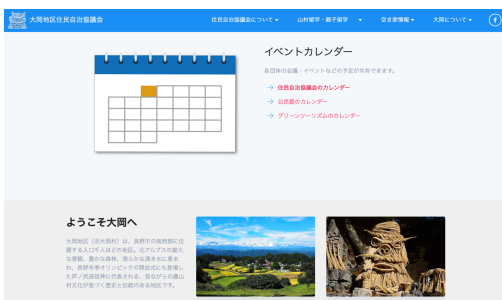 大岡地区住民自治協議会
住民自治協議会について
山村留学・親子留学
空き家情報
大岡について
イベントカレンダー
各団体の会議・イベントなどの予定が共有できます。
→ 住民自治協議会のカレンダー
→ 公民館のカレンダー
→ グリーンツーリズムのカレンダー
ようこそ大岡へ
大岡地区（旧大岡村）は、長野市の南西部に位
置する人口千人ほどの地区。北アルプスの雄大
な景観、豊かな森林、清らかな湧き水に恵ま
れ、長野冬季オリンピックの開会式にも登場し
た芦ノ尻道祖神に代表される、昔ながらの農山
村文化が息づく歴史と伝統のある地区です。